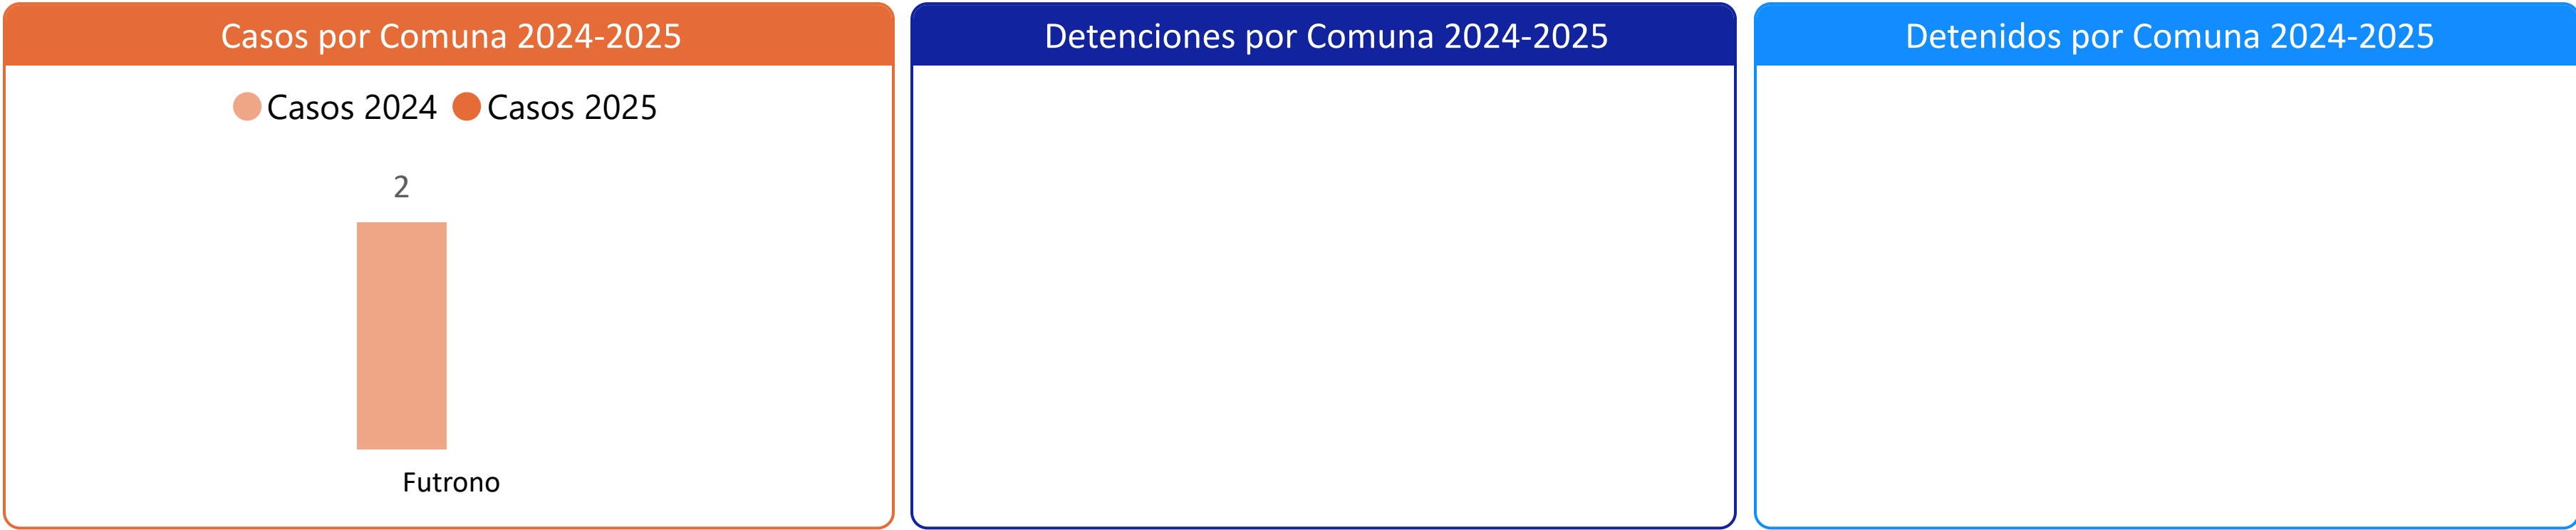 Casos por Comuna 2024-2025
Casos 2024 Casos 2025
2
Futrono
Detenciones por Comuna 2024-2025
Detenidos por Comuna 2024-2025